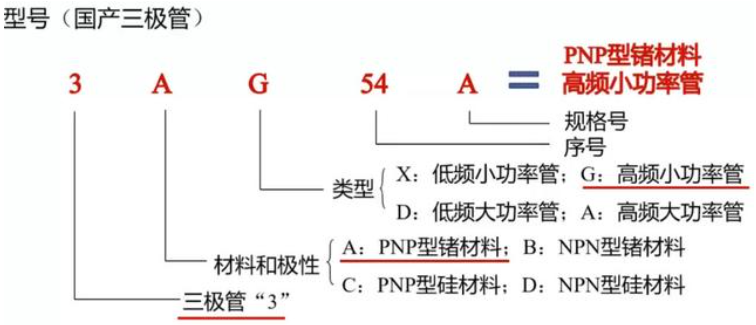 型号（国产三极管）
3 A G 54 A = PNP型锗材料
高频小功率管
规格号
序号
类型 X：低频小功率管；G：高频小功率管
D：低频大功率管；A：高频大功率管
材料和极性 A：PNP型锗材料；B：NPN型锗材料
C：PNP型硅材料；D：NPN型硅材料
三极管“3”